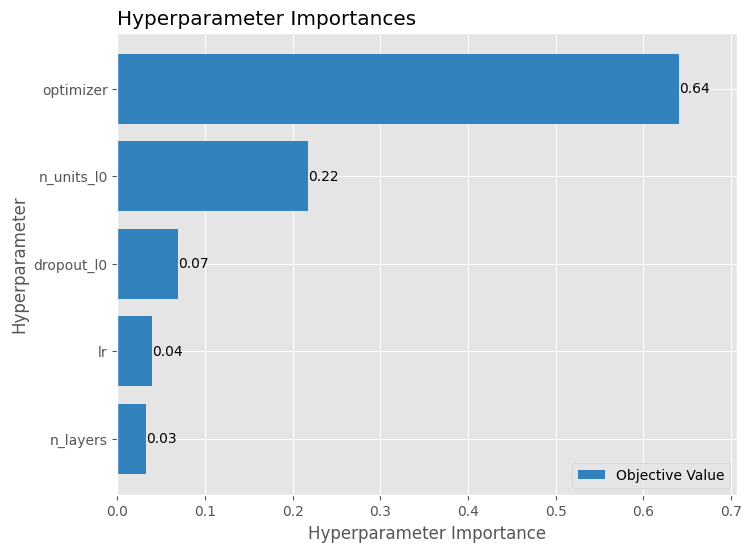 Hyperparameter Importances
Hyperparameter
optimizer
0.64
n_units_l0
0.22
dropout_l0
0.07
lr
0.04
n_layers
0.03
Objective Value
0.0 0.1 0.2 0.3 0.4 0.5 0.6 0.7
Hyperparameter Importance